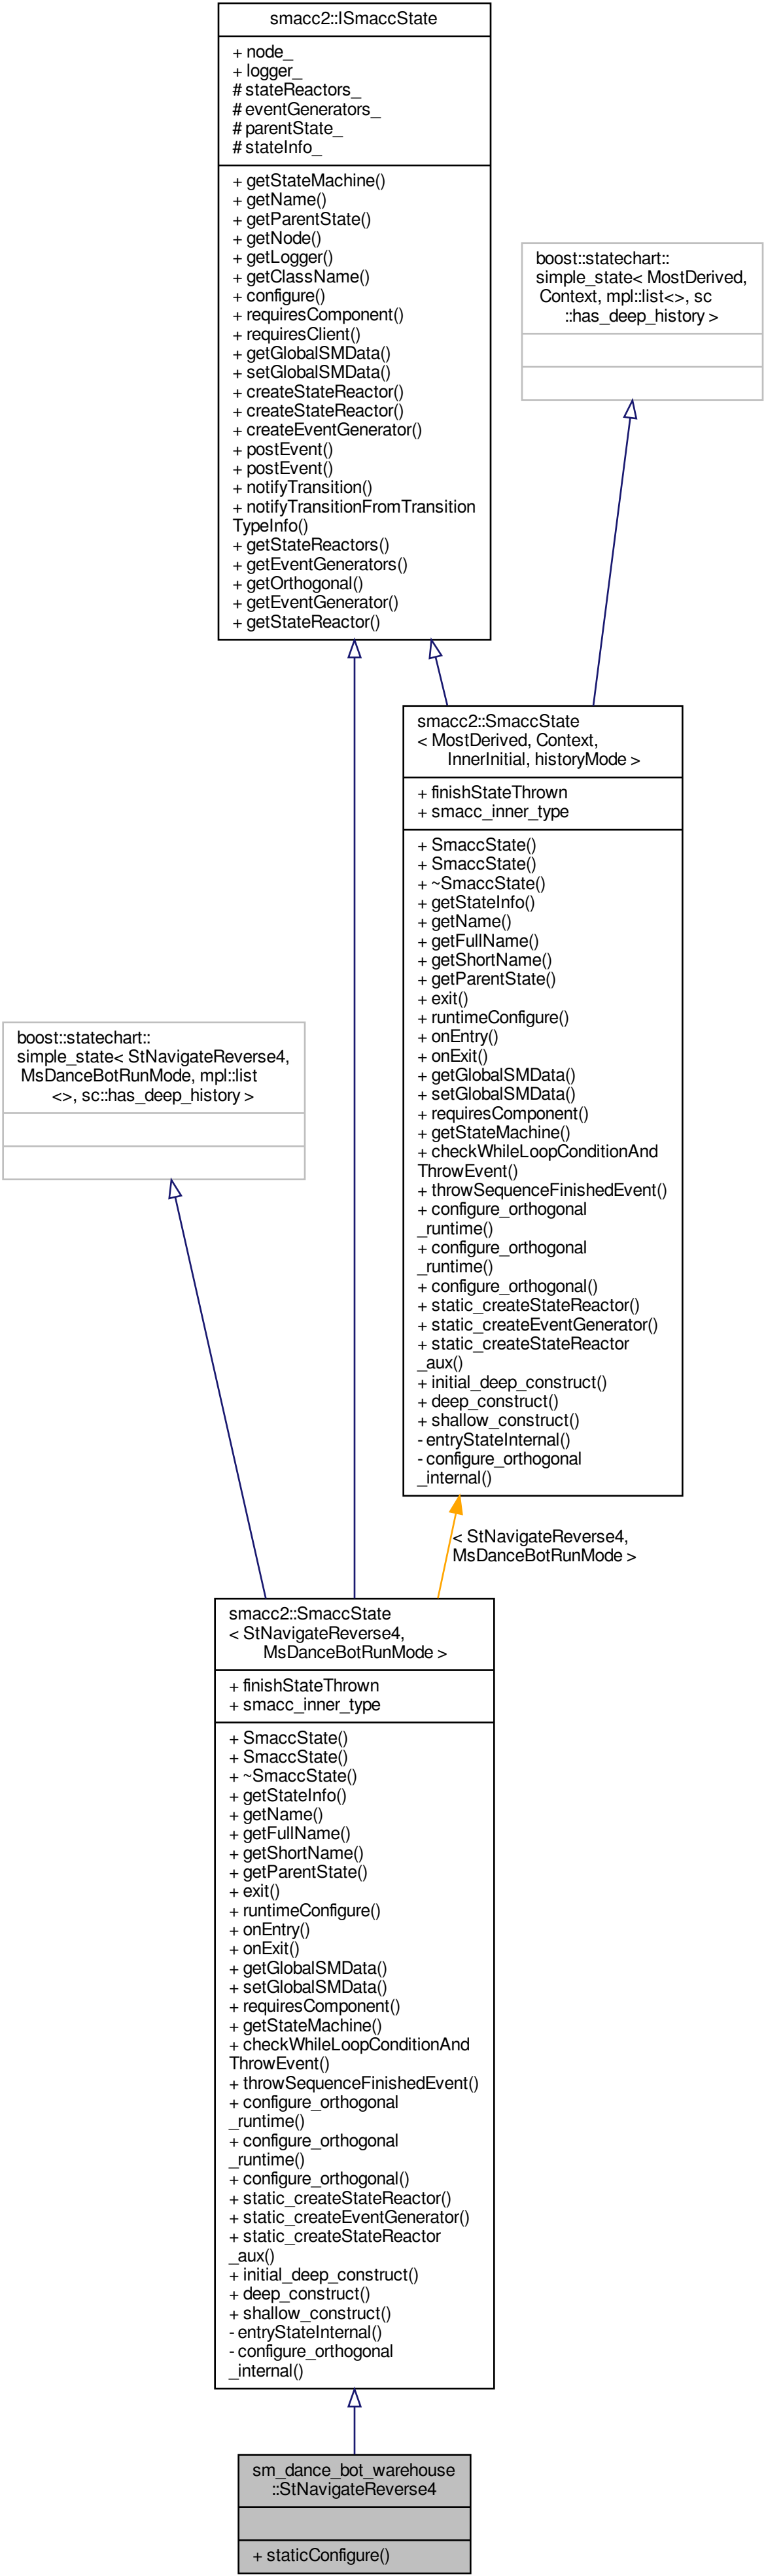 smacc2::ISmaccState
+ node_
+ logger_
# stateReactors_
# eventGenerators_
# parentState_
# stateInfo_
+ getStateMachine()
+ getName()
+ getParentState()
+ getNode()
+ getLogger()
+ getClassName()
+ configure()
+ requiresComponent()
+ requiresClient()
+ getGlobalSMData()
+ setGlobalSMData()
+ createStateReactor()
+ createStateReactor()
+ createEventGenerator()
+ postEvent()
+ postEvent()
+ notifyTransition()
+ notifyTransitionFromTransition
TypeInfo()
+ getStateReactors()
+ getEventGenerators()
+ getOrthogonal()
+ getEventGenerator()
+ getStateReactor()
boost::statechart::
simple_state< MostDerived,
Context, mpl::list<>, sc
::has_deep_history >
smacc2::SmaccState
< MostDerived, Context,
InnerInitial, historyMode >
+ finishStateThrown
+ smacc_inner_type
+ SmaccState()
+ SmaccState()
+ ~SmaccState()
+ getStateInfo()
+ getName()
+ getFullName()
+ getShortName()
+ getParentState()
+ exit()
+ runtimeConfigure()
+ onEntry()
+ onExit()
+ getGlobalSMData()
+ setGlobalSMData()
+ requiresComponent()
+ getStateMachine()
+ checkWhileLoopConditionAnd
ThrowEvent()
+ throwSequenceFinishedEvent()
+ configure_orthogonal
_runtime()
+ configure_orthogonal
_runtime()
+ configure_orthogonal()
+ static_createStateReactor()
+ static_createEventGenerator()
+ static_createStateReactor
_aux()
+ initial_deep_construct()
+ deep_construct()
+ shallow_construct()
- entryStateInternal()
- configure_orthogonal
_internal()
boost::statechart::
simple_state< StNavigateReverse4,
MsDanceBotRunMode, mpl::list
<>, sc::has_deep_history >
< StNavigateReverse4,
MsDanceBotRunMode >
smacc2::SmaccState
< StNavigateReverse4,
MsDanceBotRunMode >
+ finishStateThrown
+ smacc_inner_type
+ SmaccState()
+ SmaccState()
+ ~SmaccState()
+ getStateInfo()
+ getName()
+ getFullName()
+ getShortName()
+ getParentState()
+ exit()
+ runtimeConfigure()
+ onEntry()
+ onExit()
+ getGlobalSMData()
+ setGlobalSMData()
+ requiresComponent()
+ getStateMachine()
+ checkWhileLoopConditionAnd
ThrowEvent()
+ throwSequenceFinishedEvent()
+ configure_orthogonal
_runtime()
+ configure_orthogonal
_runtime()
+ configure_orthogonal()
+ static_createStateReactor()
+ static_createEventGenerator()
+ static_createStateReactor
_aux()
+ initial_deep_construct()
+ deep_construct()
+ shallow_construct()
- entryStateInternal()
- configure_orthogonal
_internal()
sm_dance_bot_warehouse
::StNavigateReverse4
+ staticConfigure()